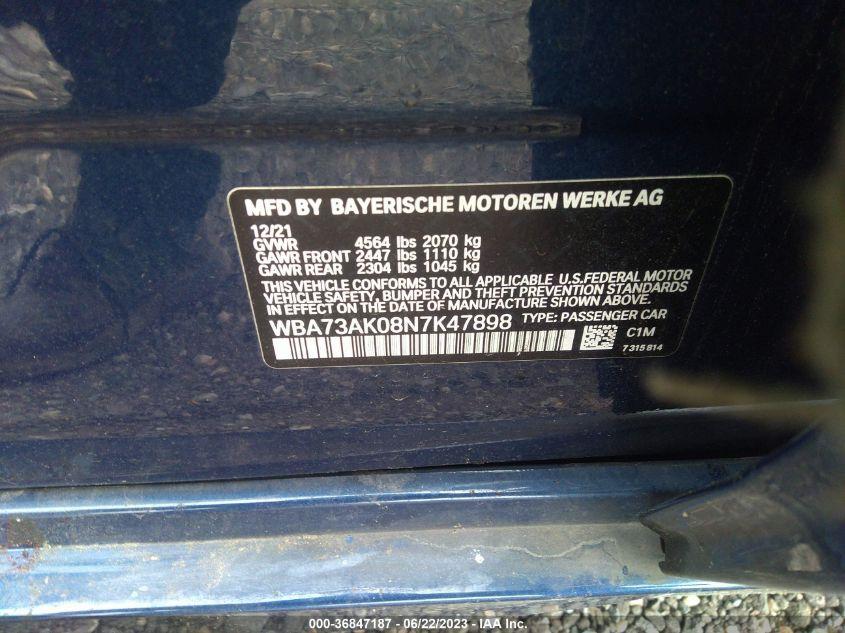 MFD BY BAYERISCHE MOTOREN WERKE AG
12/21
GVWR 4564 lbs 2070 kg
GAWR FRONT 2447 lbs 1110 kg
GAWR REAR 2304 lbs 1045 kg
THIS VEHICLE CONFORMS TO ALL APPLICABLE U.S.FEDERAL MOTOR
VEHICLE SAFETY, BUMPER AND THEFT PREVENTION STANDARDS
IN EFFECT ON THE DATE OF MANUFACTURE SHOWN ABOVE.
WBA73AK08N7K47898 TYPE: PASSENGER CAR
C1M
7315814
000-36847187 - 06/22/2023 - IAA Inc.